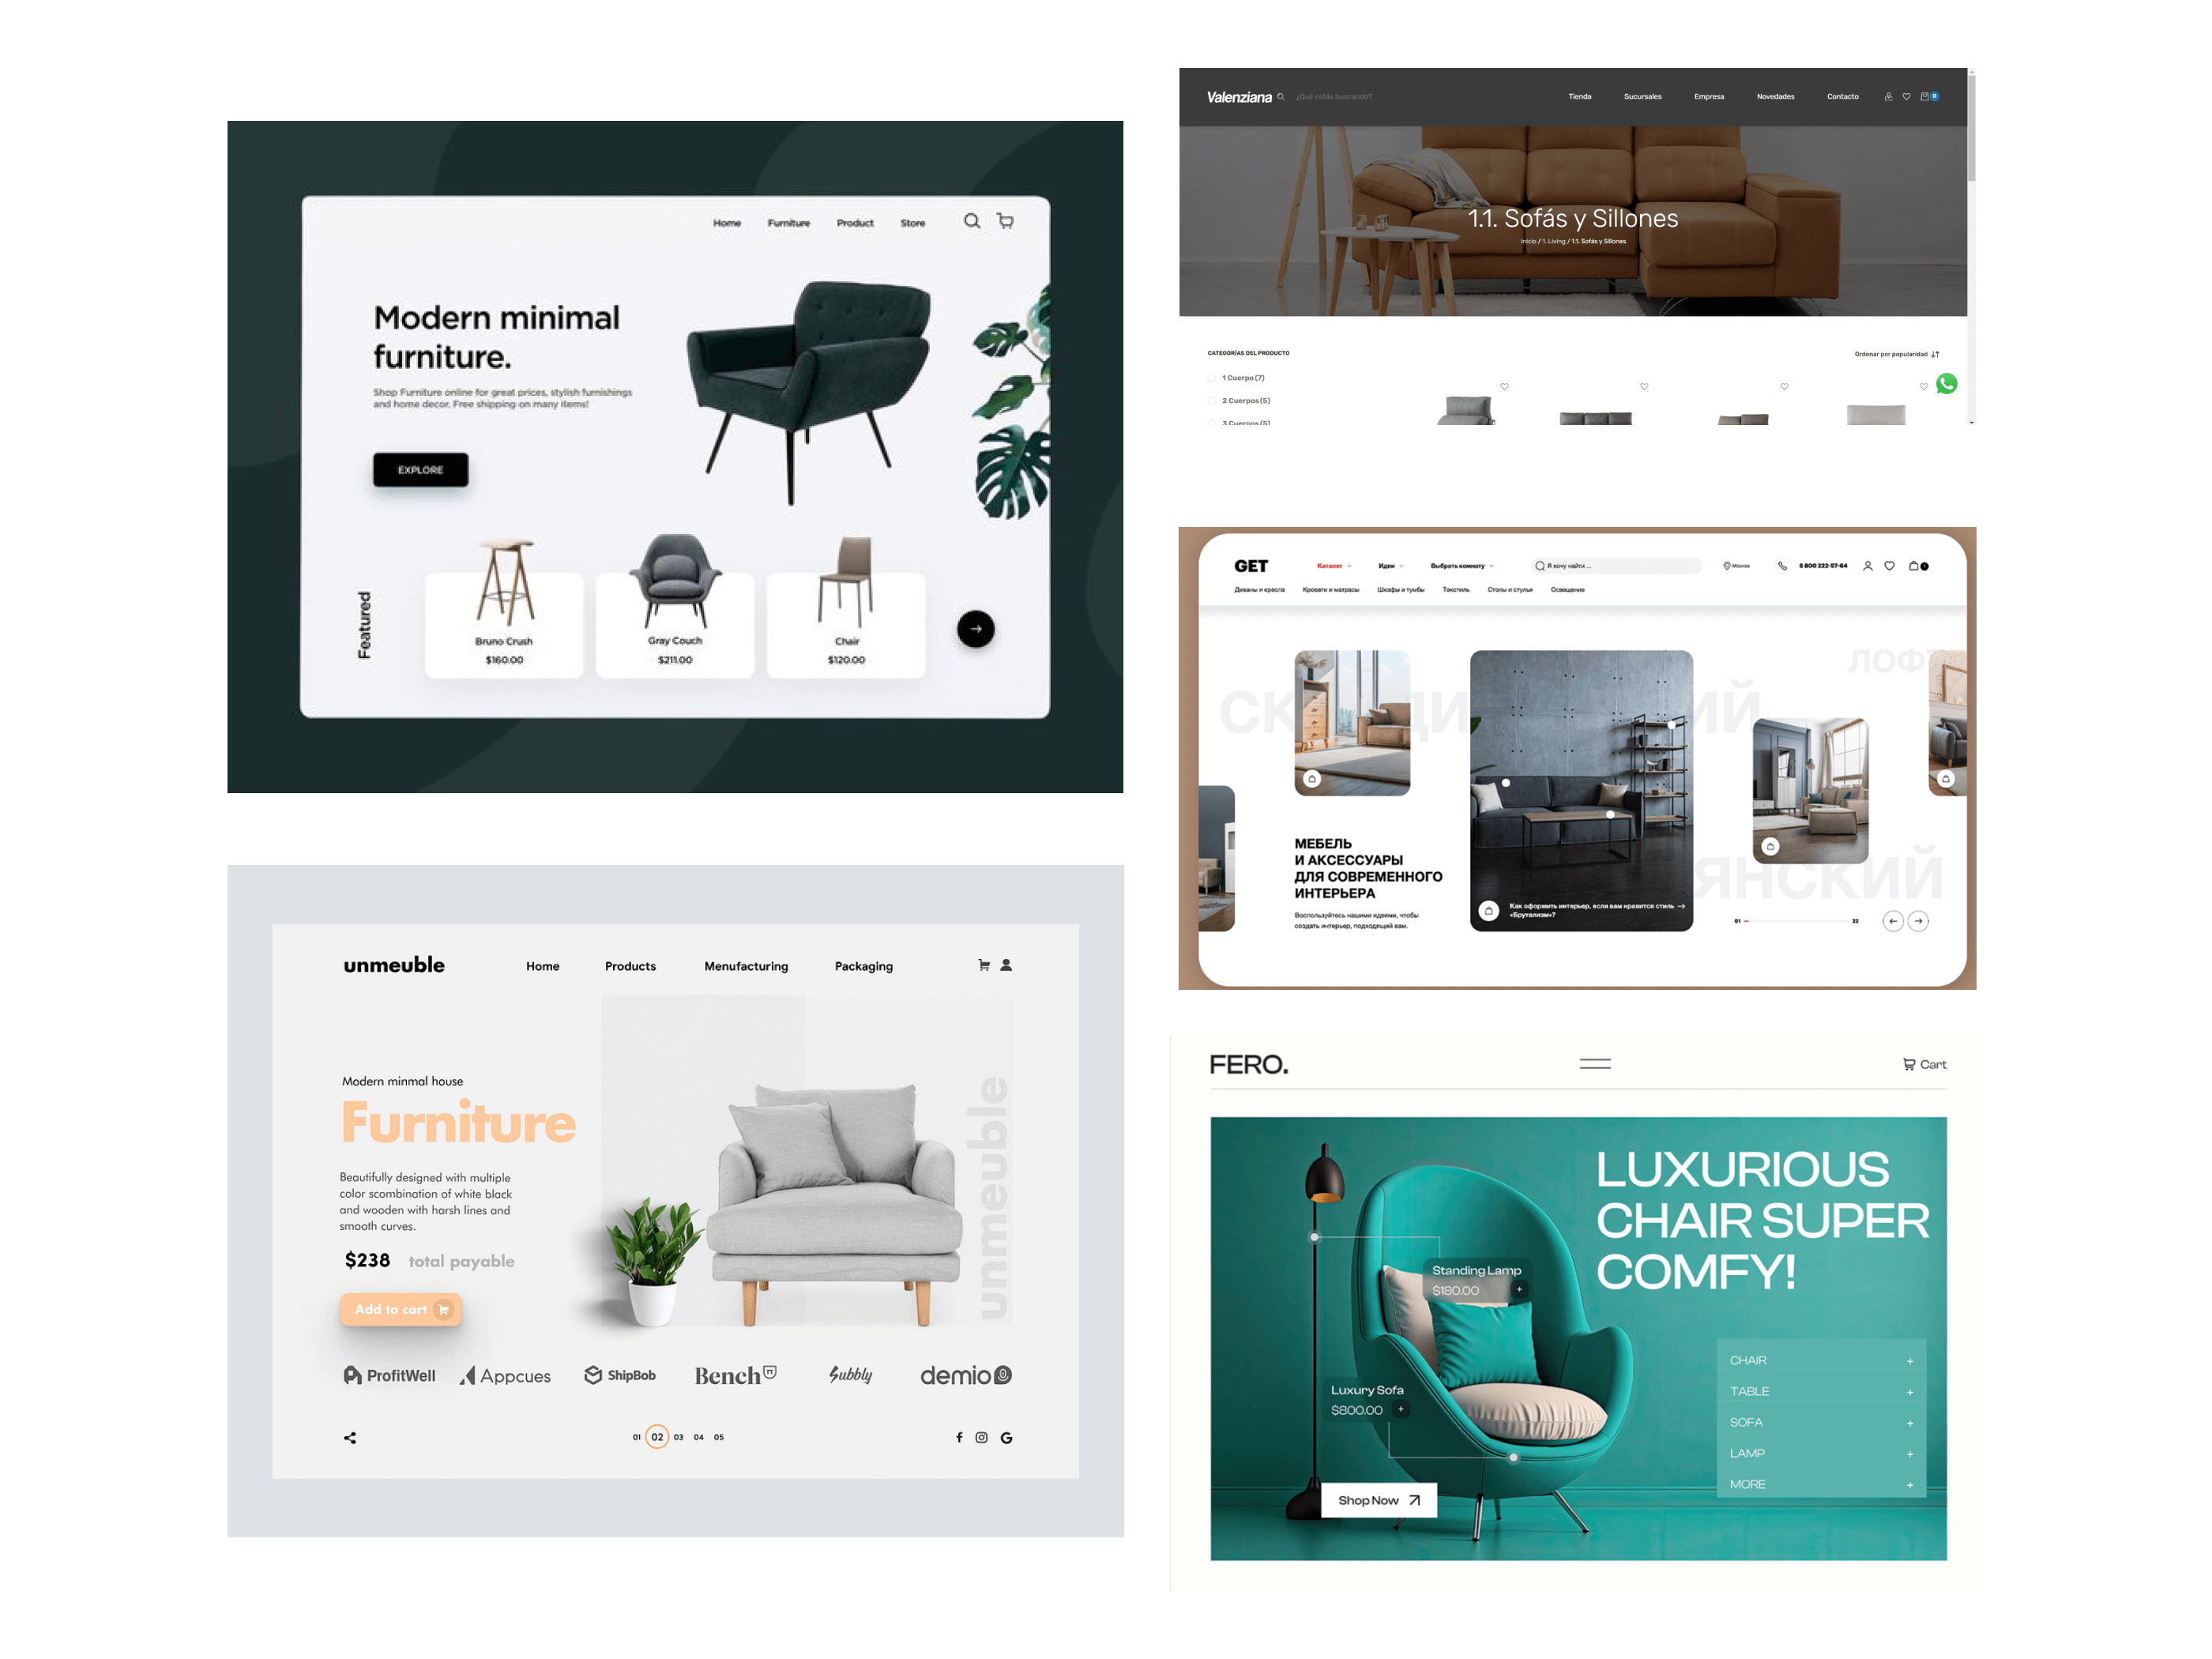 Home Furniture Product Store
Modern minimal
furniture.
Shop Furniture online for great prices, stylish furnishings
and home decor. Free shipping on many items!
EXPLORE
Featured
Bruno Crush
$160.00
Gray Couch
$211.00
Chair
$120.00
Valenziana ¿Qué estás buscando? Tienda Sucursales Empresa Novedades Contacto 0
1.1. Sofás y Sillones
Inicio / 1. Living / 1.1. Sofás y Sillones
CATEGORÍAS DEL PRODUCTO
Ordenar por popularidad
1 Cuerpo (7)
2 Cuerpos (5)
3 Cuerpos (5)
GET Каталог Идеи Выбрать комнату Я хочу найти ... Москва 8 800 222-57-64
Диваны и кресла Кровати и матрасы Шкафы и тумбы Текстиль Столы и стулья Освещение
ЛОФТ
СК ДИ ИЙ
ЯНСКИЙ
МЕБЕЛЬ
И АКСЕССУАРЫ
ДЛЯ СОВРЕМЕННОГО
ИНТЕРЬЕРА
Воспользуйтесь нашими идеями, чтобы
создать интерьер, подходящий вам.
Как оформить интерьер, если вам нравится стиль
«Брутализм»?
01 22
unmeuble Home Products Menufacturing Packaging
Modern minmal house
Furniture
Beautifully designed with multiple
color scombination of white black
and wooden with harsh lines and
smooth curves.
$238 total payable
Add to cart
unmeuble
ProfitWell Appcues ShipBob Bench Subbly demio
01 02 03 04 05
FERO. Cart
LUXURIOUS
CHAIR SUPER
COMFY!
Standing Lamp
$180.00 +
Luxury Sofa
$800.00 +
CHAIR +
TABLE +
SOFA +
LAMP +
MORE +
Shop Now